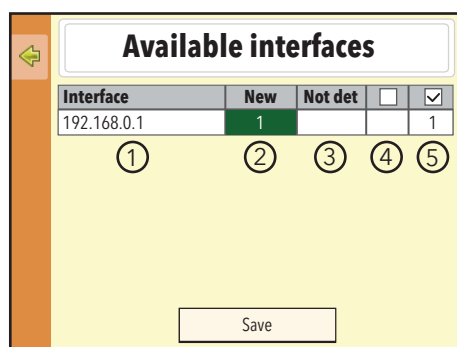 Available interfaces
Interface New Not det
192.168.0.1 1 1
1 2 3 4 5
Save